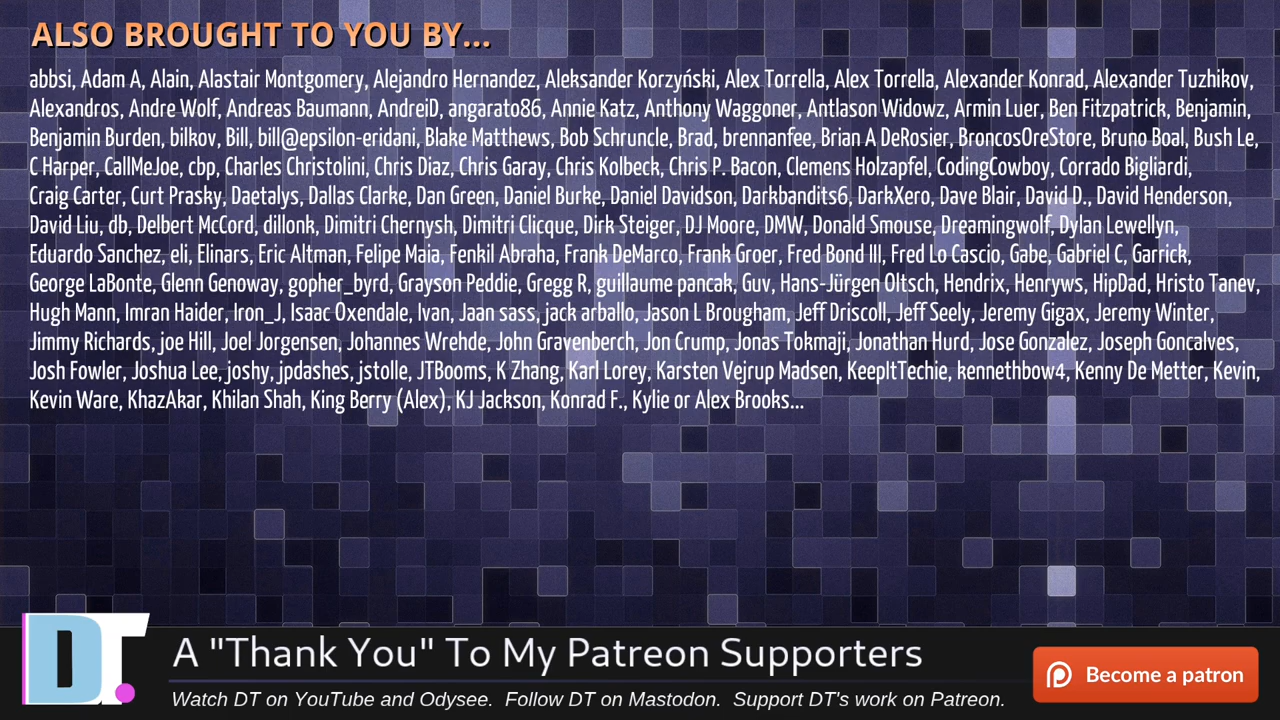 ALSO BROUGHT TO YOU BY...
abbsi, Adam A, Alain, Alastair Montgomery, Alejandro Hernandez, Aleksander Korzyński, Alex Torrella, Alex Torrella, Alexander Konrad, Alexander Tuzhikov,
Alexandros, Andre Wolf, Andreas Baumann, AndreiD, angarato86, Annie Katz, Anthony Waggoner, Antlason Widowz, Armin Luer, Ben Fitzpatrick, Benjamin,
Benjamin Burden, bilkov, Bill, bill@epsilon-eridani, Blake Matthews, Bob Schruncle, Brad, brennanfee, Brian A DeRosier, BroncosOreStore, Bruno Boal, Bush Le,
C Harper, CallMeJoe, cbp, Charles Christolini, Chris Diaz, Chris Garay, Chris Kolbeck, Chris P. Bacon, Clemens Holzapfel, CodingCowboy, Corrado Bigliardi,
Craig Carter, Curt Prasky, Daetalys, Dallas Clarke, Dan Green, Daniel Burke, Daniel Davidson, Darkbandits6, DarkXero, Dave Blair, David D., David Henderson,
David Liu, db, Delbert McCord, dillonk, Dimitri Chernysh, Dimitri Clicque, Dirk Steiger, DJ Moore, DMW, Donald Smouse, Dreamingwolf, Dylan Lewellyn,
Eduardo Sanchez, eli, Elinars, Eric Altman, Felipe Maia, Fenkil Abraha, Frank DeMarco, Frank Groer, Fred Bond III, Fred Lo Cascio, Gabe, Gabriel C, Garrick,
George LaBonte, Glenn Genoway, gopher_byrd, Grayson Peddie, Gregg R, guillaume pancak, Guv, Hans-Jürgen Oltsch, Hendrix, Henryws, HipDad, Hristo Tanev,
Hugh Mann, Imran Haider, Iron_J, Isaac Oxendale, Ivan, Jaan sass, jack arballo, Jason L Brougham, Jeff Driscoll, Jeff Seely, Jeremy Gigax, Jeremy Winter,
Jimmy Richards, joe Hill, Joel Jorgensen, Johannes Wrehde, John Gravenberch, Jon Crump, Jonas Tokmaji, Jonathan Hurd, Jose Gonzalez, Joseph Goncalves,
Josh Fowler, Joshua Lee, joshy, jpdashes, jstolle, JTBooms, K Zhang, Karl Lorey, Karsten Vejrup Madsen, KeepItTechie, kennethbow4, Kenny De Metter, Kevin,
Kevin Ware, KhazAkar, Khilan Shah, King Berry (Alex), KJ Jackson, Konrad F., Kylie or Alex Brooks...
DT
A "Thank You" To My Patreon Supporters
Watch DT on YouTube and Odysee. Follow DT on Mastodon. Support DT's work on Patreon.
Become a patron